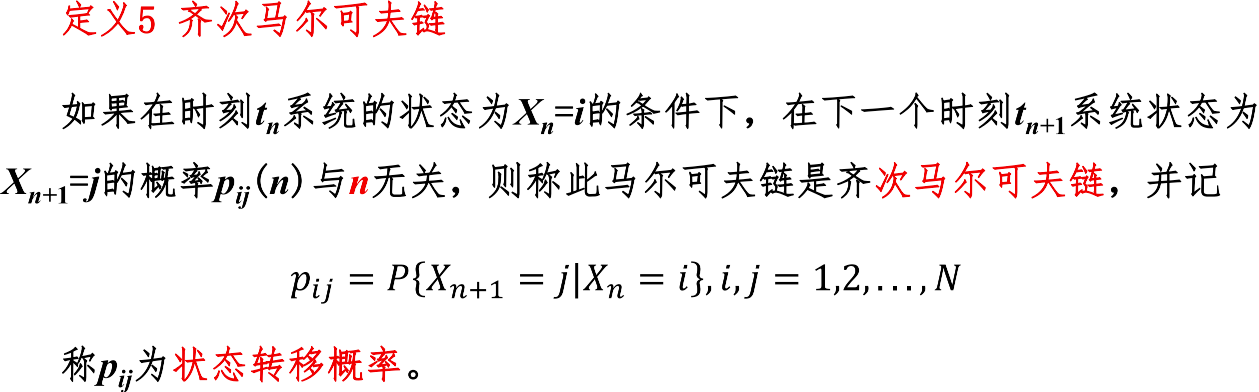 定义5 齐次马尔可夫链
如果在时刻tₙ系统的状态为Xₙ=i的条件下，在下一个时刻tₙ₊₁系统状态为
Xₙ₊₁=j的概率pᵢⱼ(n)与n无关，则称此马尔可夫链是齐次马尔可夫链，并记
pᵢⱼ = P{Xₙ₊₁ = j|Xₙ = i}, i, j = 1,2, . . . , N
称pᵢⱼ为状态转移概率。